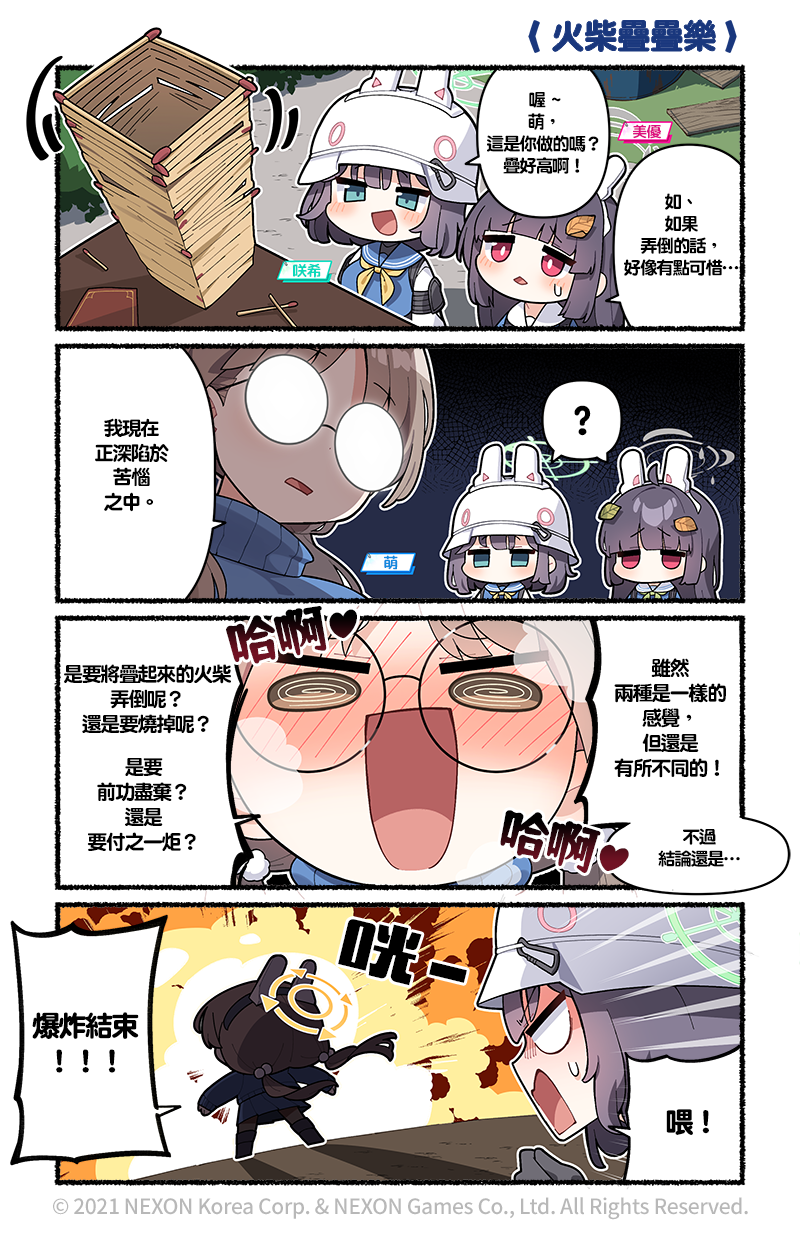 《火柴疊疊樂》
喔～
萌，
這是你做的嗎？
疊好高啊！
美優
如、
如果
弄倒的話，
好像有點可惜…
咲希
我現在
正深陷於
苦惱
之中。
?
萌
哈啊♥
是要將疊起來的火柴
弄倒呢？
還是要燒掉呢？
是要
前功盡棄？
還是
要付之一炬？
雖然
兩種是一樣的
感覺，
但還是
有所不同的！
哈啊♥
不過
結論還是…
咣–
爆炸結束
！！！
喂！
© 2021 NEXON Korea Corp. & NEXON Games Co., Ltd. All Rights Reserved.